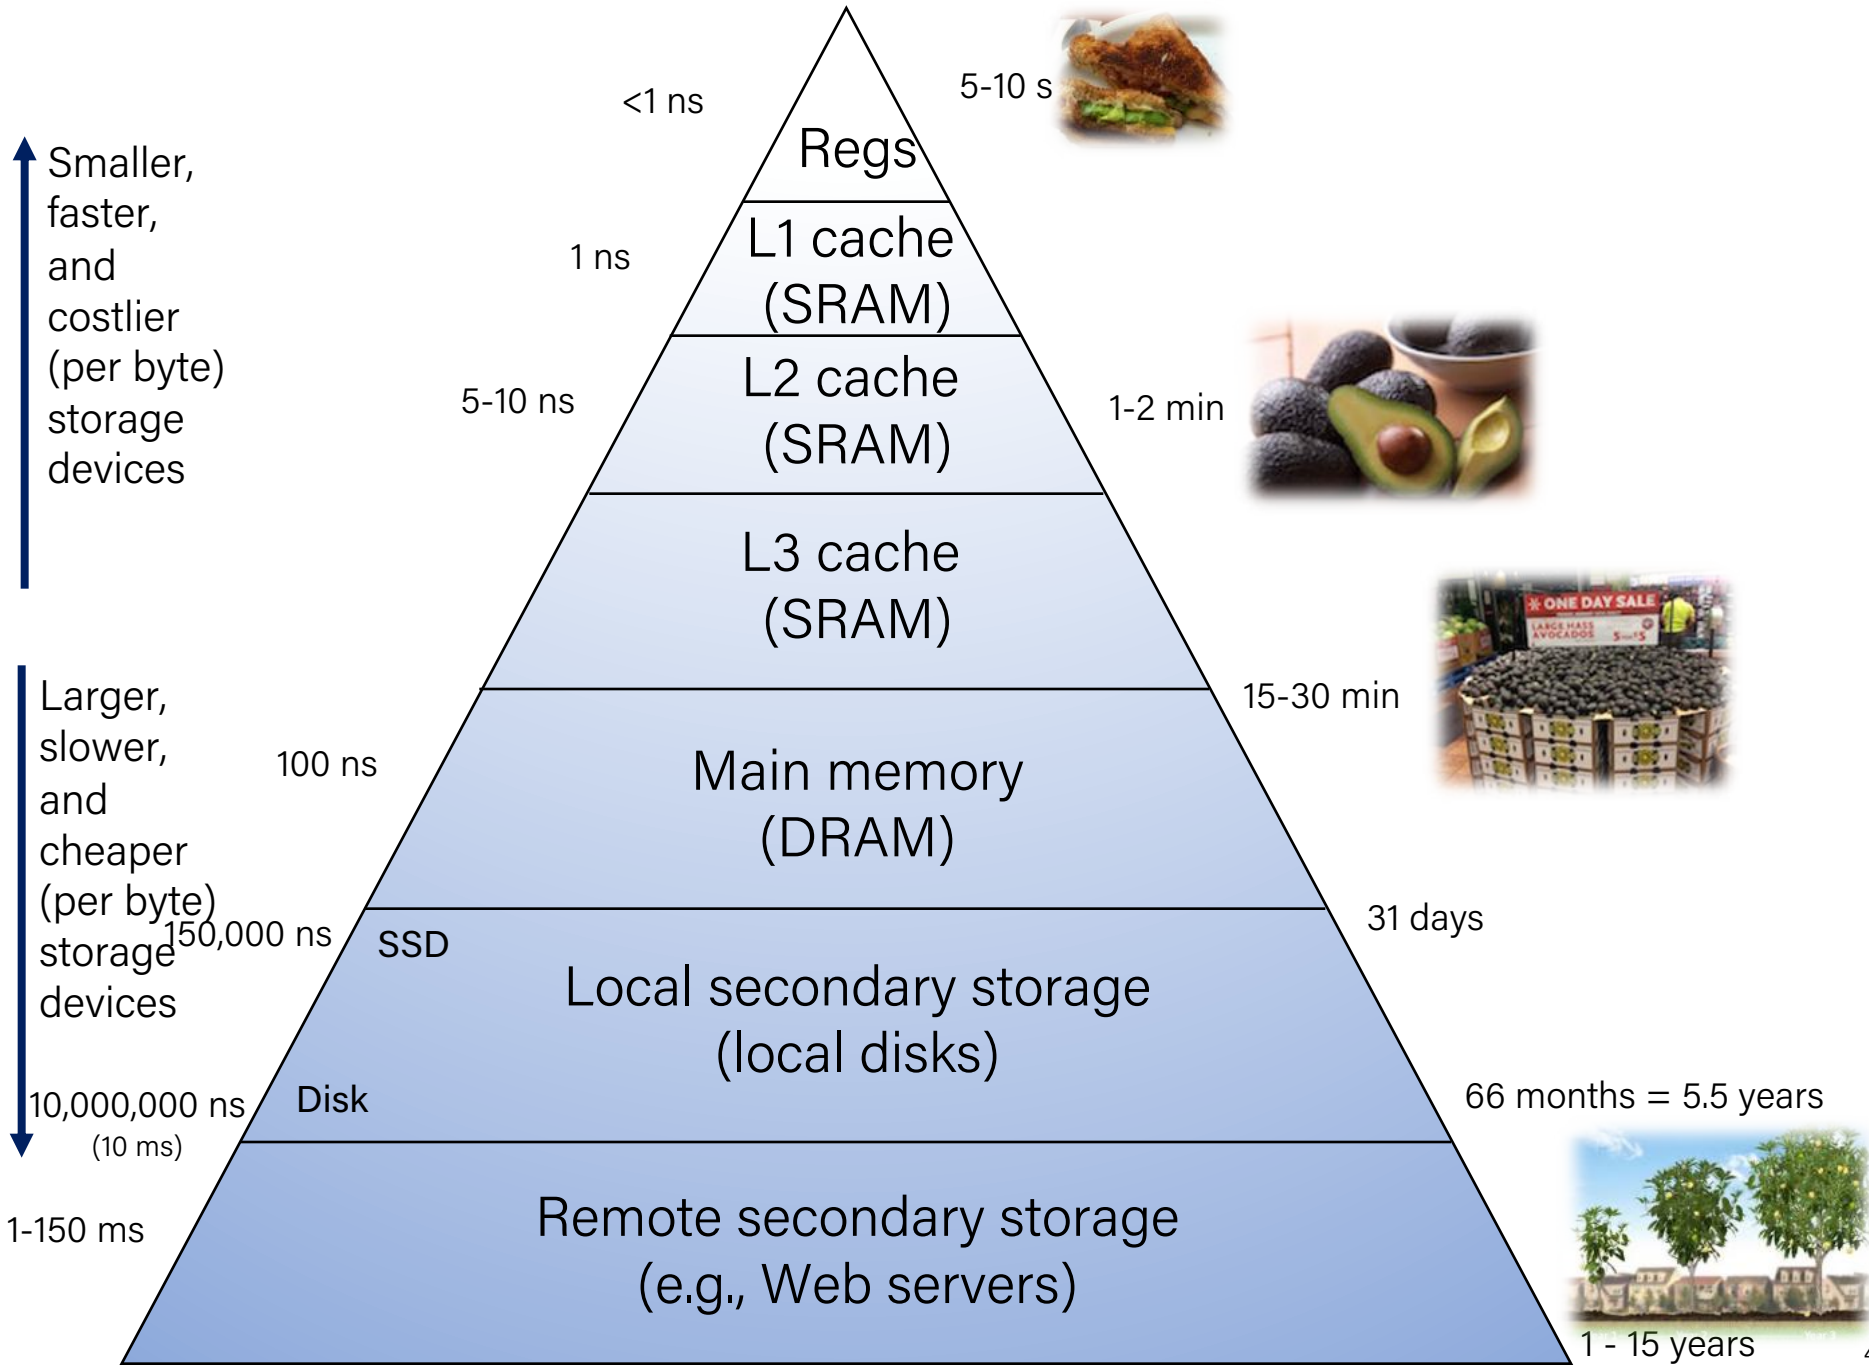 <1 ns
5-10 s
Regs
Smaller,
faster,
and
costlier
(per byte)
storage
devices
1 ns
L1 cache
(SRAM)
5-10 ns
L2 cache
(SRAM)
1-2 min
L3 cache
(SRAM)
ONE DAY SALE
LARGE HASS
AVOCADOS
15-30 min
Larger,
slower,
and
cheaper
(per byte)
storage
devices
100 ns
Main memory
(DRAM)
150,000 ns
SSD
31 days
Local secondary storage
(local disks)
10,000,000 ns
(10 ms)
Disk
66 months = 5.5 years
1-150 ms
Remote secondary storage
(e.g., Web servers)
1 - 15 years